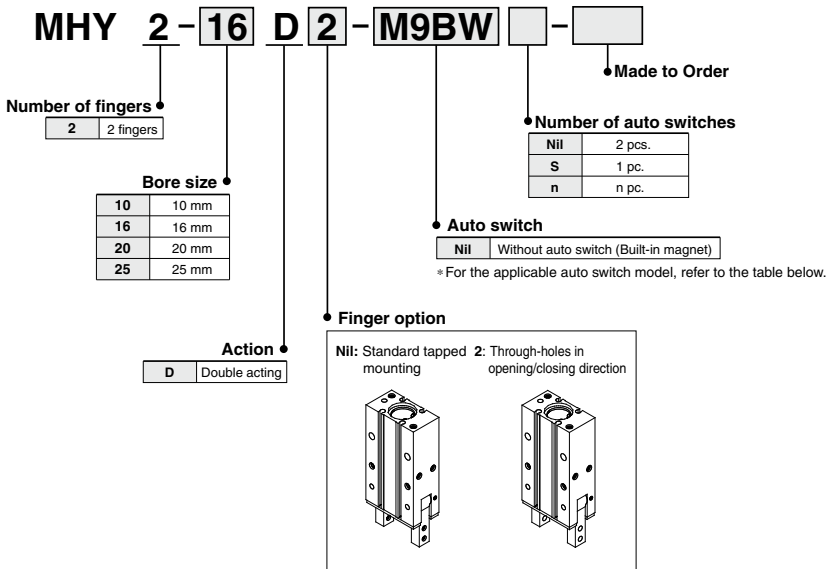 MHY 2 - 16 D 2 - M9BW -
Made to Order
Number of fingers
2 2 fingers
Number of auto switches
Nil 2 pcs.
S 1 pc.
n n pc.
Bore size
10 10 mm
16 16 mm
20 20 mm
25 25 mm
Auto switch
Nil Without auto switch (Built-in magnet)
∗For the applicable auto switch model, refer to the table below.
Finger option
Nil: Standard tapped mounting
2: Through-holes in opening/closing direction
Action
D Double acting